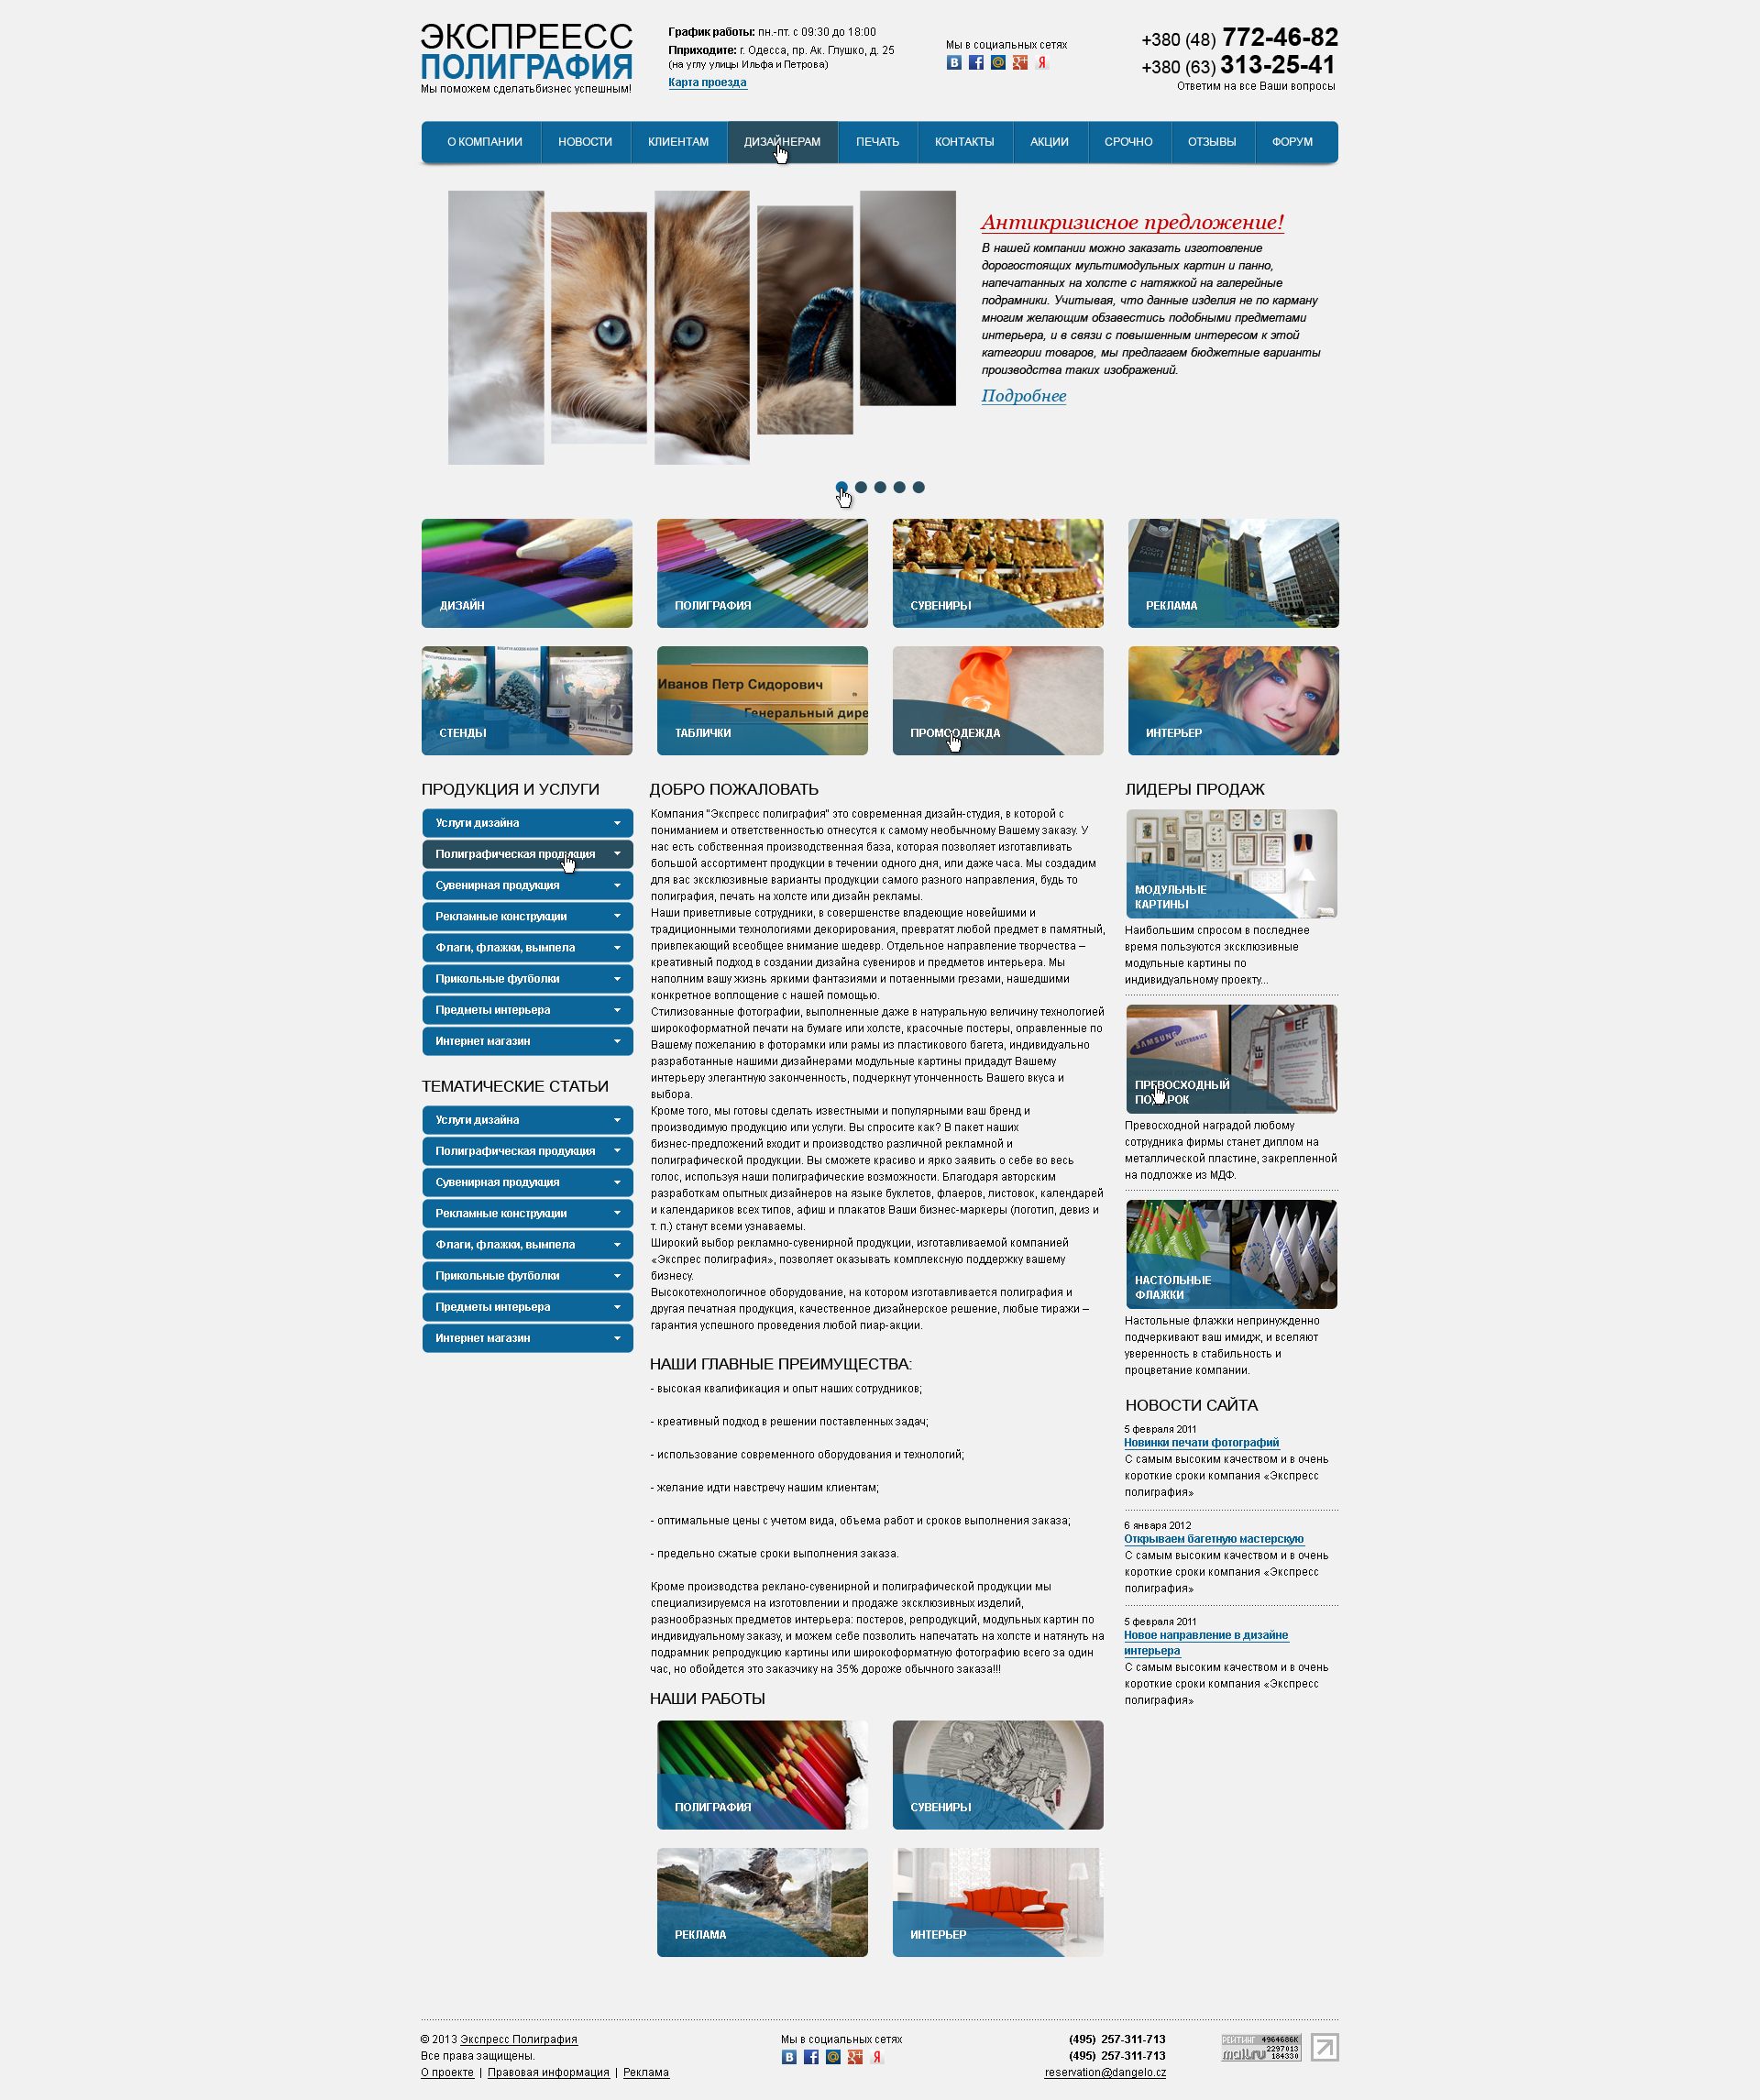 ЭКСПРЕЕСС
ПОЛИГРАФИЯ
Мы поможем сделатьбизнес успешным!
График работы: пн.-пт. с 09:30 до 18:00
Пприходите: г. Одесса, пр. Ак. Глушко, д. 25
(на углу улицы Ильфа и Петрова)
Карта проезда
Мы в социальных сетях
+380 (48) 772-46-82
+380 (63) 313-25-41
Ответим на все Ваши вопросы
О КОМПАНИИ НОВОСТИ КЛИЕНТАМ ДИЗАЙНЕРАМ ПЕЧАТЬ КОНТАКТЫ АКЦИИ СРОЧНО ОТЗЫВЫ ФОРУМ
Антикризисное предложение!
В нашей компании можно заказать изготовление
дорогостоящих мультимодульных картин и панно,
напечатанных на холсте с натяжкой на галерейные
подрамники. Учитывая, что данные изделия не по карману
многим желающим обзавестись подобными предметами
интерьера, и в связи с повышенным интересом к этой
категории товаров, мы предлагаем бюджетные варианты
производства таких изображений.
Подробнее
ДИЗАЙН
ПОЛИГРАФИЯ
СУВЕНИРЫ
РЕКЛАМА
СТЕНДЫ
Иванов Петр Сидорович
Генеральный дире
ТАБЛИЧКИ
ПРОМООДЕЖДА
ИНТЕРЬЕР
ПРОДУКЦИЯ И УСЛУГИ
Услуги дизайна
Полиграфическая продукция
Сувенирная продукция
Рекламные конструкции
Флаги, флажки, вымпела
Прикольные футболки
Предметы интерьера
Интернет магазин
ТЕМАТИЧЕСКИЕ СТАТЬИ
Услуги дизайна
Полиграфическая продукция
Сувенирная продукция
Рекламные конструкции
Флаги, флажки, вымпела
Прикольные футболки
Предметы интерьера
Интернет магазин
ДОБРО ПОЖАЛОВАТЬ
Компания "Экспресс полиграфия" это современная дизайн-студия, в которой с
пониманием и ответственностью отнесутся к самому необычному Вашему заказу. У
нас есть собственная производственная база, которая позволяет изготавливать
большой ассортимент продукции в течении одного дня, или даже часа. Мы создадим
для вас эксклюзивные варианты продукции самого разного направления, будь то
полиграфия, печать на холсте или дизайн рекламы.
Наши приветливые сотрудники, в совершенстве владеющие новейшими и
традиционными технологиями декорирования, превратят любой предмет в памятный,
привлекающий всеобщее внимание шедевр. Отдельное направление творчества –
креативный подход в создании дизайна сувениров и предметов интерьера. Мы
наполним вашу жизнь яркими фантазиями и потаенными грезами, нашедшими
конкретное воплощение с нашей помощью.
Стилизованные фотографии, выполненные даже в натуральную величину технологией
широкоформатной печати на бумаге или холсте, красочные постеры, оправленные по
Вашему пожеланию в фоторамки или рамы из пластикового багета, индивидуально
разработанные нашими дизайнерами модульные картины придадут Вашему
интерьеру элегантную законченность, подчеркнут утонченность Вашего вкуса и
выбора.
Кроме того, мы готовы сделать известными и популярными ваш бренд и
производимую продукцию или услуги. Вы спросите как? В пакет наших
бизнес-предложений входит и производство различной рекламной и
полиграфической продукции. Вы сможете красиво и ярко заявить о себе во весь
голос, используя наши полиграфические возможности. Благодаря авторским
разработкам опытных дизайнеров на языке буклетов, флаеров, листовок, календарей
и календариков всех типов, афиш и плакатов Ваши бизнес-маркеры (логотип, девиз и
т. п.) станут всеми узнаваемы.
Широкий выбор рекламно-сувенирной продукции, изготавливаемой компанией
«Экспрес полиграфия», позволяет оказывать комплексную поддержку вашему
бизнесу.
Высокотехнологичное оборудование, на котором изготавливается полиграфия и
другая печатная продукция, качественное дизайнерское решение, любые тиражи –
гарантия успешного проведения любой пиар-акции.
НАШИ ГЛАВНЫЕ ПРЕИМУЩЕСТВА:
- высокая квалификация и опыт наших сотрудников;
- креативный подход в решении поставленных задач;
- использование современного оборудования и технологий;
- желание идти навстречу нашим клиентам;
- оптимальные цены с учетом вида, объема работ и сроков выполнения заказа;
- предельно сжатые сроки выполнения заказа.
Кроме производства реклано-сувенирной и полиграфической продукции мы
специализируемся на изготовлении и продаже эксклюзивных изделий,
разнообразных предметов интерьера: постеров, репродукций, модульных картин по
индивидуальному заказу, и можем себе позволить напечатать на холсте и натянуть на
подрамник репродукцию картины или широкоформатную фотографию всего за один
час, но обойдется это заказчику на 35% дороже обычного заказа!!!
НАШИ РАБОТЫ
ПОЛИГРАФИЯ
СУВЕНИРЫ
РЕКЛАМА
ИНТЕРЬЕР
ЛИДЕРЫ ПРОДАЖ
МОДУЛЬНЫЕ
КАРТИНЫ
Наибольшим спросом в последнее
время пользуются эксклюзивные
модульные картины по
индивидуальному проекту...
SAMSUNG
ELECTRONICS
EF
EF
ПРЕВОСХОДНЫЙ
ПОДАРОК
Превосходной наградой любому
сотрудника фирмы станет диплом на
металлической пластине, закрепленной
на подложке из МДФ.
НАСТОЛЬНЫЕ
ФЛАЖКИ
Настольные флажки непринужденно
подчеркивают ваш имидж, и вселяют
уверенность в стабильность и
процветание компании.
НОВОСТИ САЙТА
5 февраля 2011
Новинки печати фотографий
С самым высоким качеством и в очень
короткие сроки компания «Экспресс
полиграфия»
6 января 2012
Открываем багетную мастерскую
С самым высоким качеством и в очень
короткие сроки компания «Экспресс
полиграфия»
5 февраля 2011
Новое направление в дизайне
интерьера
С самым высоким качеством и в очень
короткие сроки компания «Экспресс
полиграфия»
© 2013 Экспресс Полиграфия
Все права защищены.
О проекте | Правовая информация | Реклама
Мы в социальных сетях
(495) 257-311-713
(495) 257-311-713
reservation@dangelo.cz
РЕЙТИНГ 4964686K
mail.ru 2297013
184330